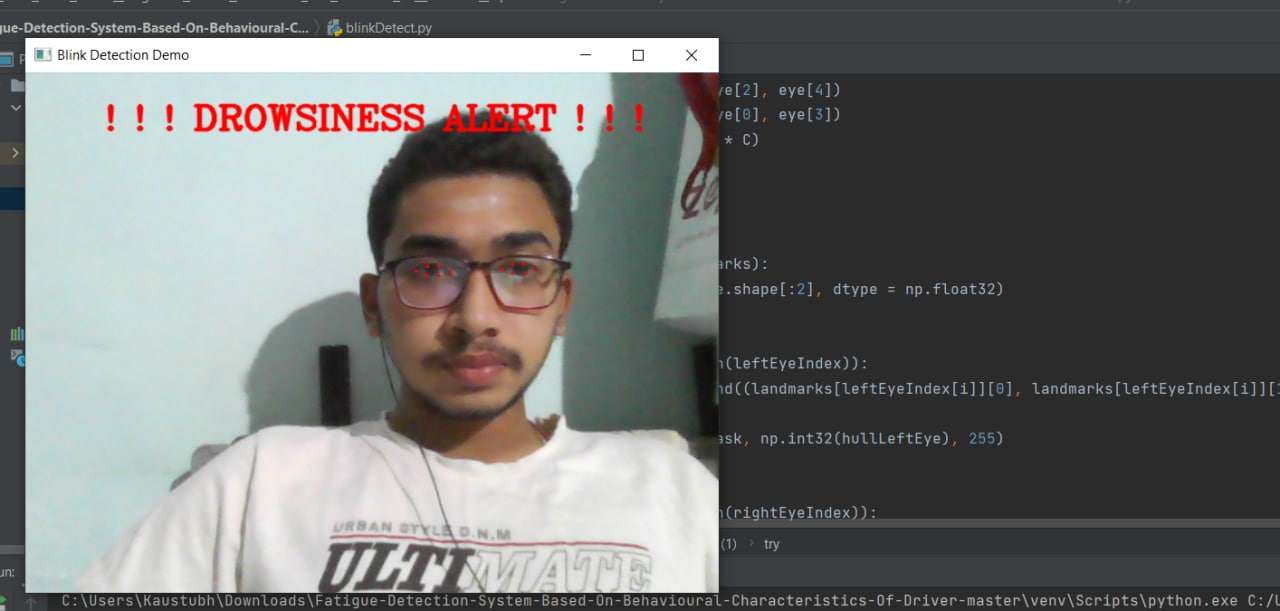 gue-Detection-System-Based-On-Behavioural-C...
blinkDetect.py
Blink Detection Demo
! ! ! DROWSINESS ALERT ! ! !
ye[2], eye[4])
ye[0], eye[3])
* C)
arks):
e.shape[:2], dtype = np.float32)
n(leftEyeIndex)):
nd((landmarks[leftEyeIndex[i]][0], landmarks[leftEyeIndex[i]][1
ask, np.int32(hullLeftEye), 255)
n(rightEyeIndex)):
URBAN STYLE D.N.M
ULTIMATE
(1) › try
un:
C:\Users\Kaustubh\Downloads\Fatigue-Detection-System-Based-On-Behavioural-Characteristics-Of-Driver-master\venv\Scripts\python.exe C:/